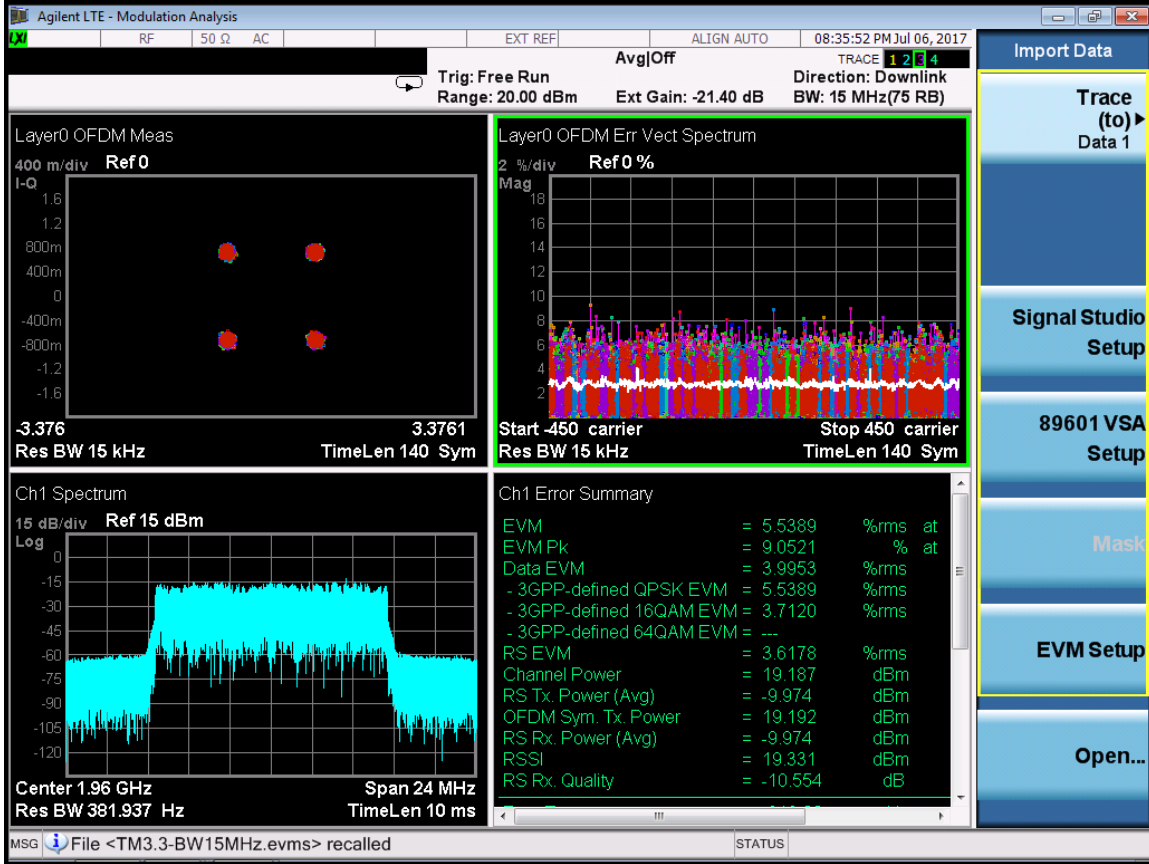 Agilent LTE - Modulation Analysis
LXI RF 50 Ω AC EXT REF ALIGN AUTO 08:35:52 PM Jul 06, 2017
Avg|Off TRACE 1 2 3 4
Trig: Free Run Direction: Downlink
Range: 20.00 dBm Ext Gain: -21.40 dB BW: 15 MHz(75 RB)
Layer0 OFDM Meas
400 m/div Ref 0
I-Q
1.6
1.2
800m
400m
0
-400m
-800m
-1.2
-1.6
-3.376 3.3761
Res BW 15 kHz TimeLen 140 Sym
Layer0 OFDM Err Vect Spectrum
2 %/div Ref 0 %
Mag
18
16
14
12
10
8
6
4
2
Start -450 carrier Stop 450 carrier
Res BW 15 kHz TimeLen 140 Sym
Ch1 Spectrum
15 dB/div Ref 15 dBm
Log
0
-15
-30
-45
-60
-75
-90
-105
-120
Center 1.96 GHz Span 24 MHz
Res BW 381.937 Hz TimeLen 10 ms
Ch1 Error Summary
EVM = 5.5389 %rms at
EVM Pk = 9.0521 % at
Data EVM = 3.9953 %rms
- 3GPP-defined QPSK EVM = 5.5389 %rms
- 3GPP-defined 16QAM EVM = 3.7120 %rms
- 3GPP-defined 64QAM EVM = ---
RS EVM = 3.6178 %rms
Channel Power = 19.187 dBm
RS Tx. Power (Avg) = -9.974 dBm
OFDM Sym. Tx. Power = 19.192 dBm
RS Rx. Power (Avg) = -9.974 dBm
RSSI = 19.331 dBm
RS Rx. Quality = -10.554 dB
Import Data
Trace
(to)
Data 1
Signal Studio
Setup
89601 VSA
Setup
Mask
EVM Setup
Open...
MSG File <TM3.3-BW15MHz.evms> recalled STATUS